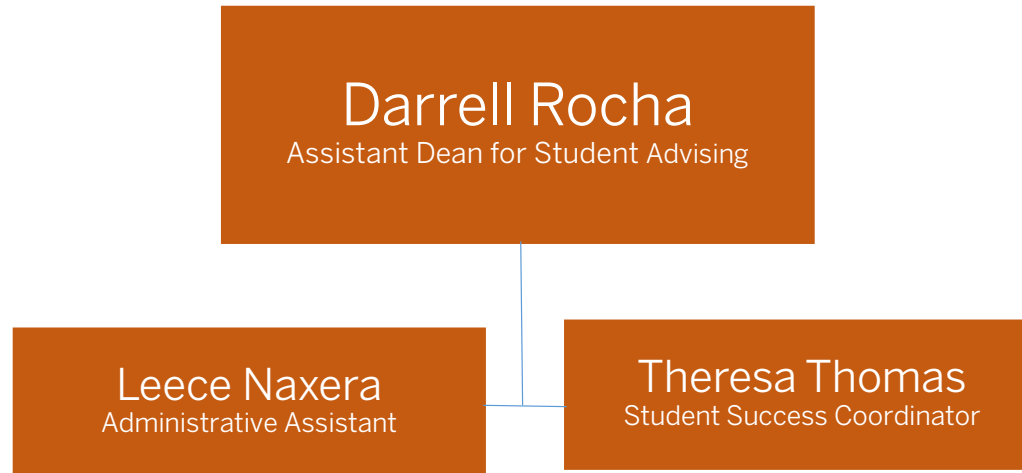 Darrell Rocha
Assistant Dean for Student Advising
Leece Naxera
Administrative Assistant
Theresa Thomas
Student Success Coordinator